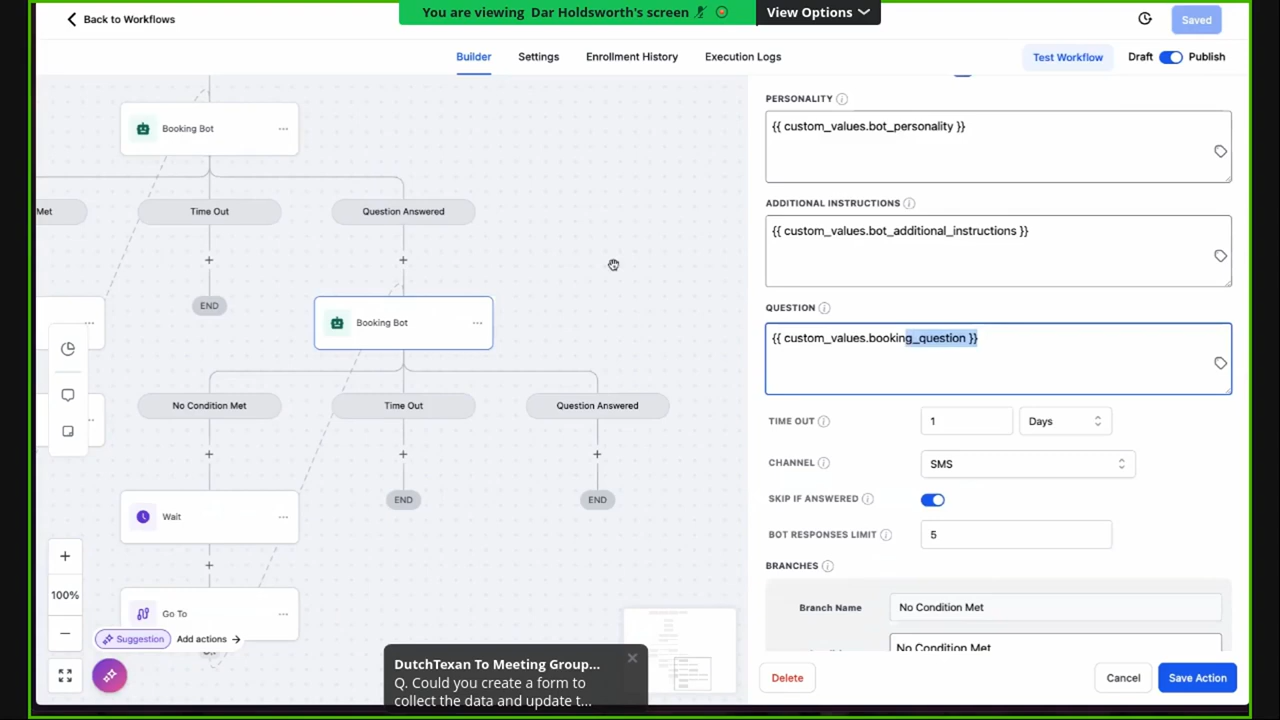 You are viewing Dar Holdsworth's screen
View Options
Back to Workflows
Saved
Builder
Settings
Enrollment History
Execution Logs
Test Workflow
Draft
Publish
Booking Bot
Met
Time Out
Question Answered
END
Booking Bot
No Condition Met
Time Out
Question Answered
Wait
END
END
Go To
100%
Suggestion
Add actions
PERSONALITY
{{ custom_values.bot_personality }}
ADDITIONAL INSTRUCTIONS
{{ custom_values.bot_additional_instructions }}
QUESTION
{{ custom_values.booking_question }}
TIME OUT
1
Days
CHANNEL
SMS
SKIP IF ANSWERED
BOT RESPONSES LIMIT
5
BRANCHES
Branch Name
No Condition Met
No Condition Met
Delete
Cancel
Save Action
DutchTexan To Meeting Group...
Q. Could you create a form to
collect the data and update t...